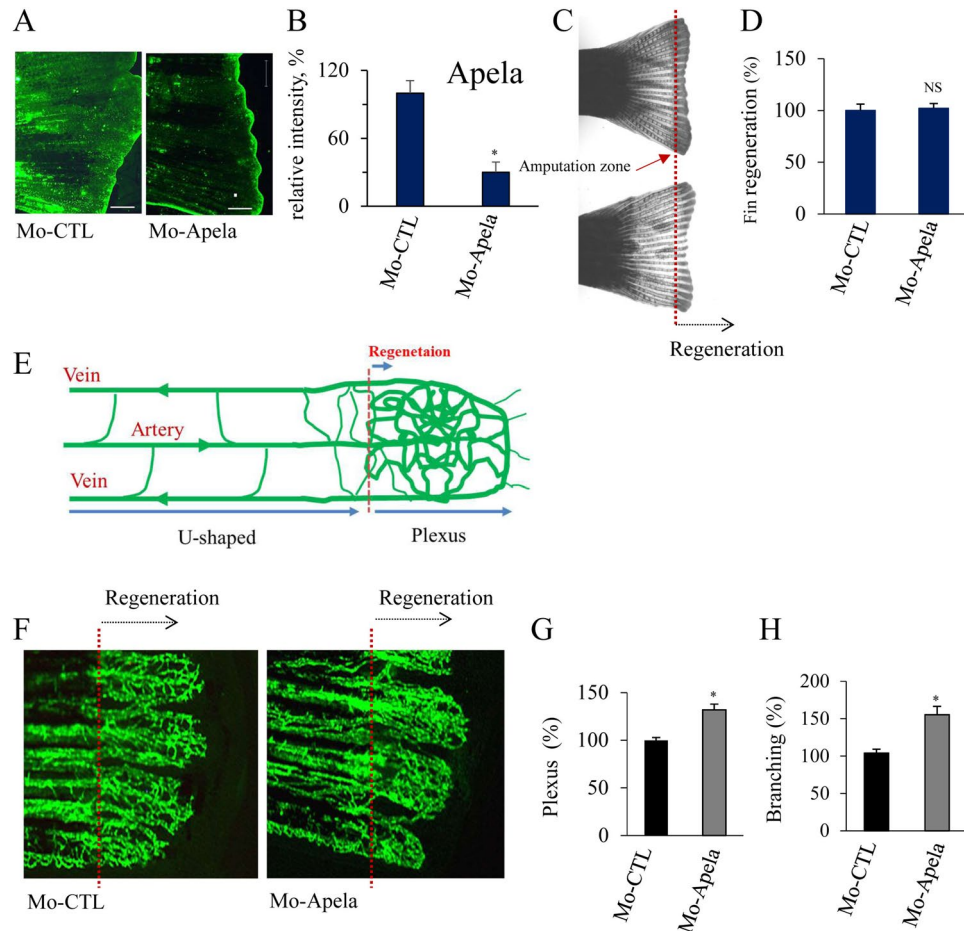 A
Mo-CTL
Mo-Apela
B
relative intensity, %
120
60
0
Apela
*
Mo-CTL
Mo-Apela
C
Amputation zone
Regeneration
D
Fin regeneration (%)
150
100
50
0
NS
Mo-CTL
Mo-Apela
E
Regenetaion
Vein
Artery
Vein
U-shaped
Plexus
F
Regeneration
Regeneration
Mo-CTL
Mo-Apela
G
Plexus (%)
150
100
50
0
*
Mo-CTL
Mo-Apela
H
Branching (%)
200
150
100
50
0
*
Mo-CTL
Mo-Apela